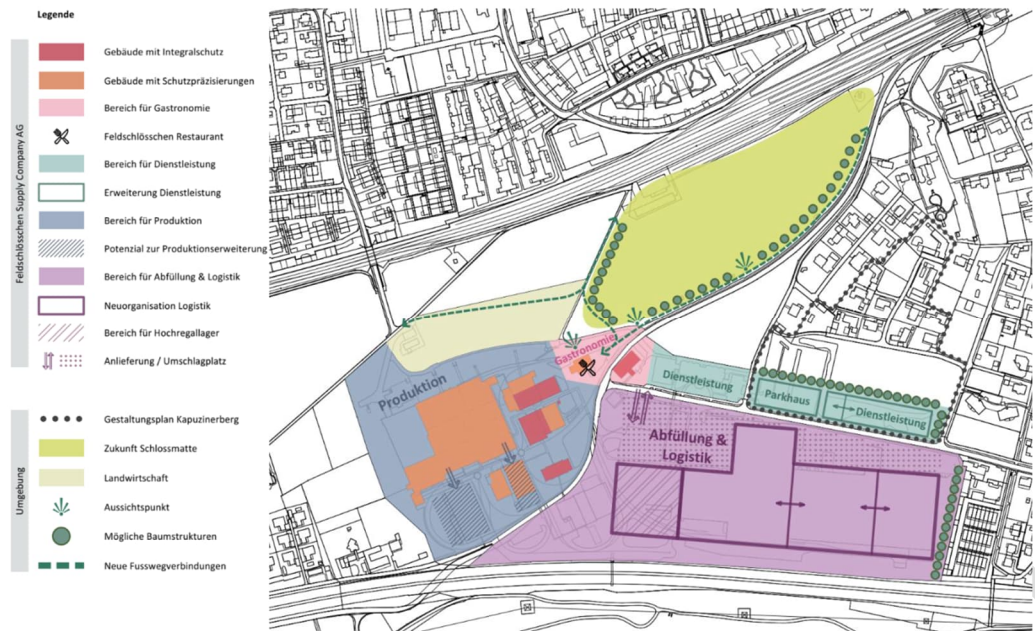 Legende
Feldschlösschen Supply Company AG
Gebäude mit Integralschutz
Gebäude mit Schutzpräzisierungen
Bereich für Gastronomie
Feldschlösschen Restaurant
Bereich für Dienstleistung
Erweiterung Dienstleistung
Bereich für Produktion
Potenzial zur Produktionserweiterung
Bereich für Abfüllung & Logistik
Neuorganisation Logistik
Bereich für Hochregallager
Anlieferung / Umschlagplatz
Umgebung
Gestaltungsplan Kapuzinerberg
Zukunft Schlossmatte
Landwirtschaft
Aussichtspunkt
Mögliche Baumstrukturen
Neue Fusswegverbindungen
Gastronomie
Produktion
Dienstleistung
Parkhaus
Dienstleistung
Abfüllung &
Logistik